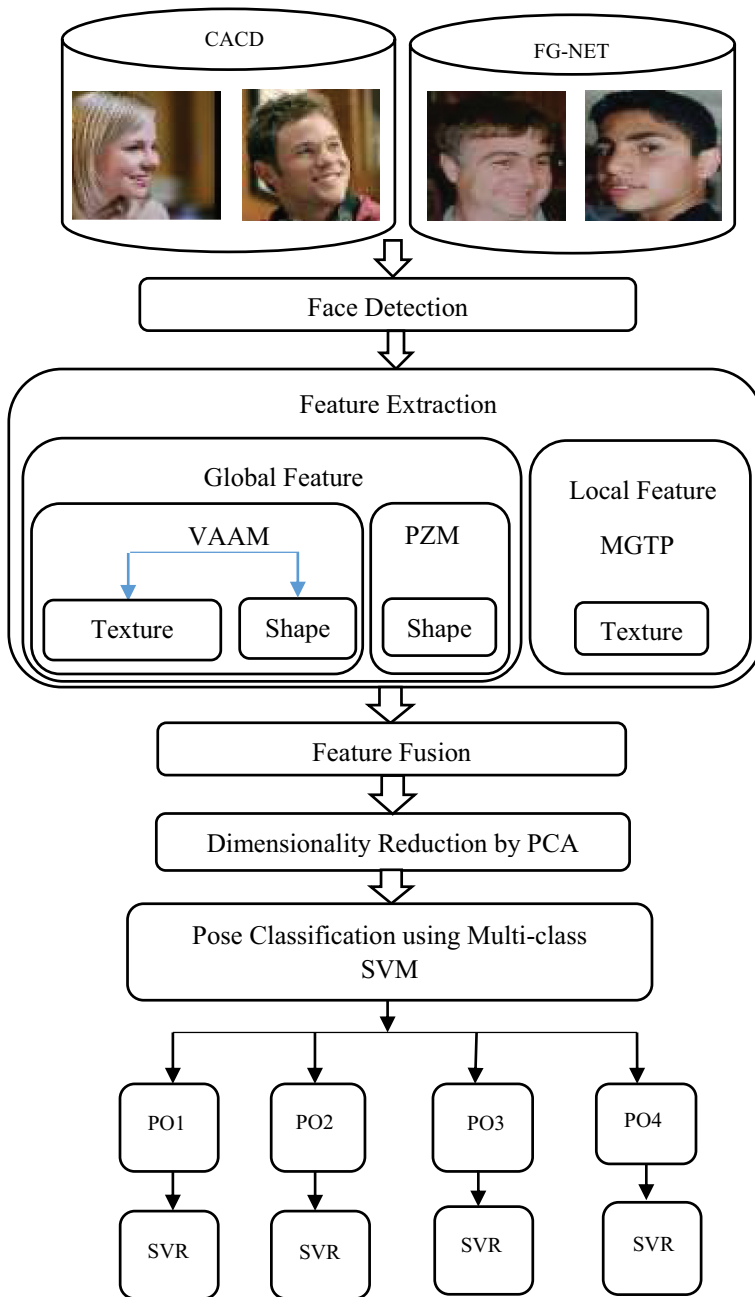 CACD
FG-NET
Face Detection
Feature Extraction
Global Feature
Local Feature
VAAM
PZM
MGTP
Texture
Shape
Shape
Texture
Feature Fusion
Dimensionality Reduction by PCA
Pose Classification using Multi-class
SVM
PO1
PO2
PO3
PO4
SVR
SVR
SVR
SVR